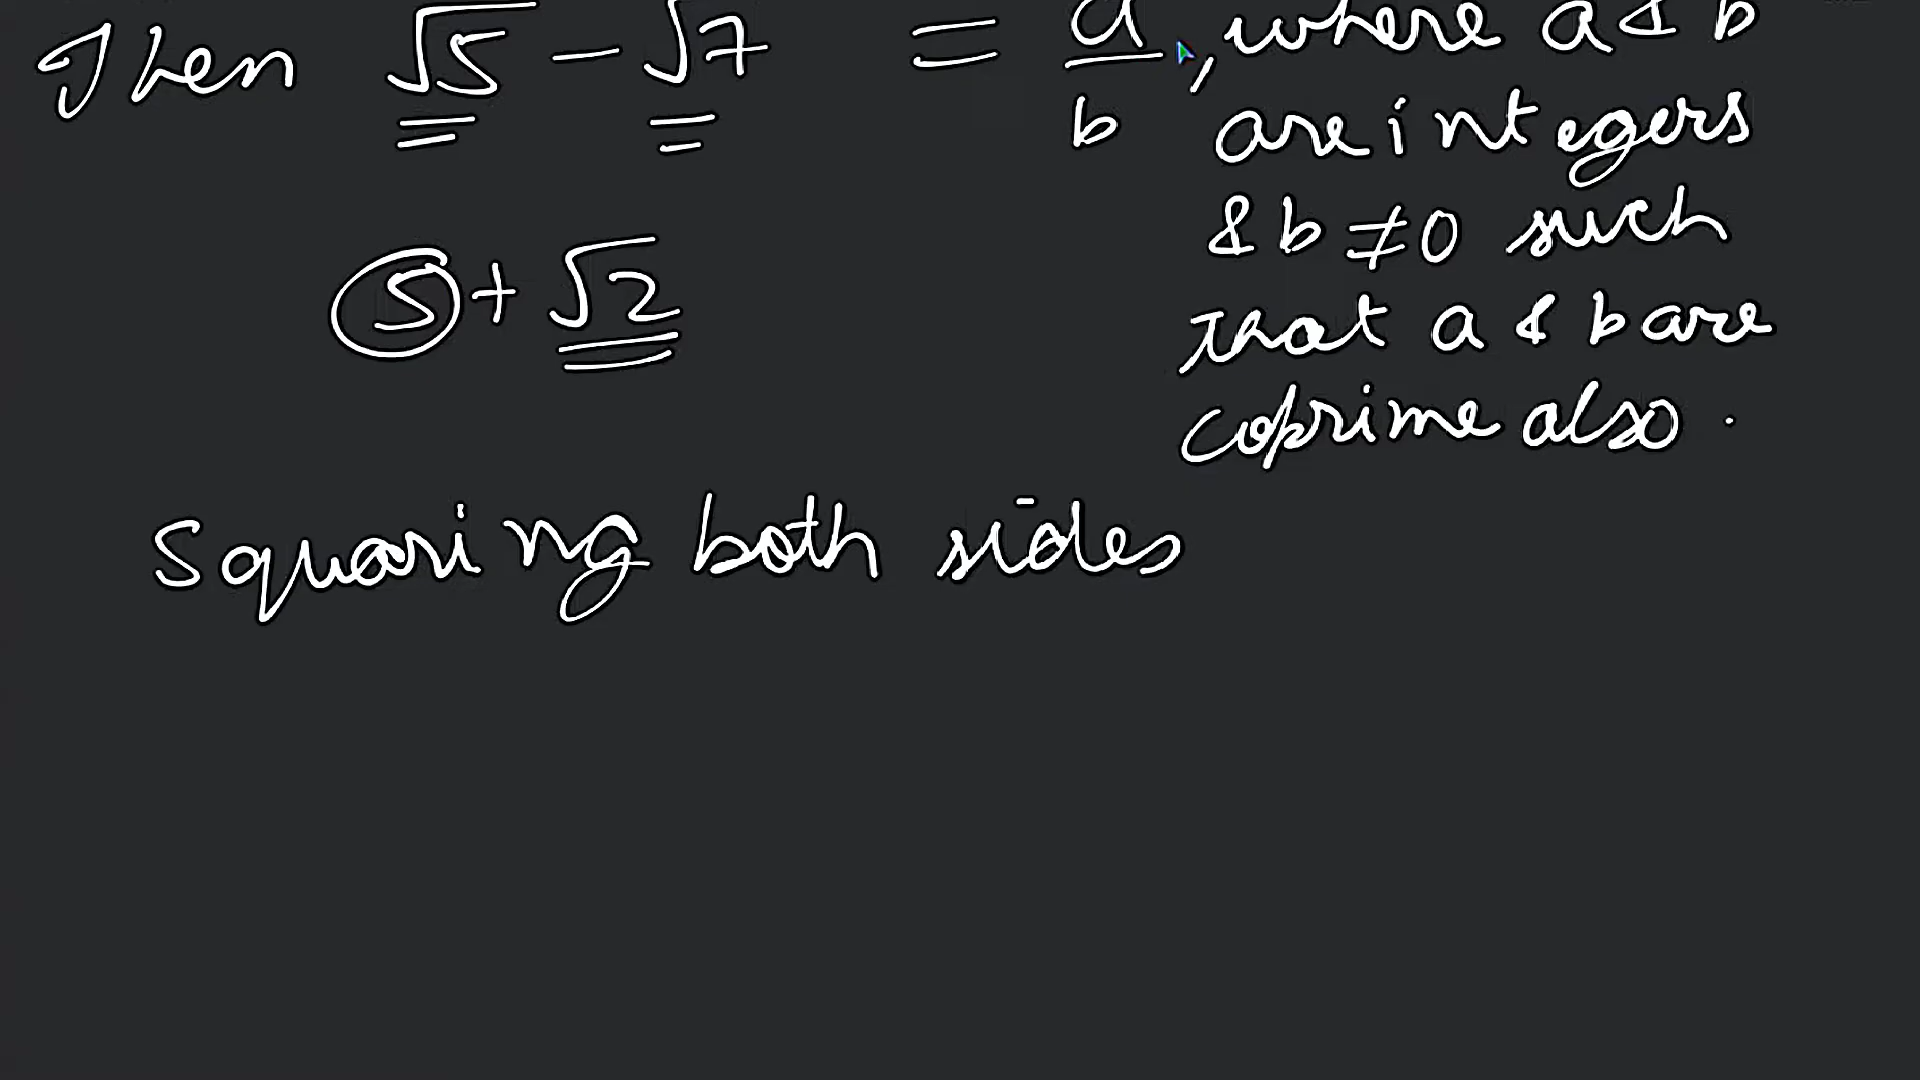 Then √5 − √7 = a/b, where a & b
are integers
& b ≠ 0 such
5 + √2
that a & b are
coprime also.
Squaring both sides